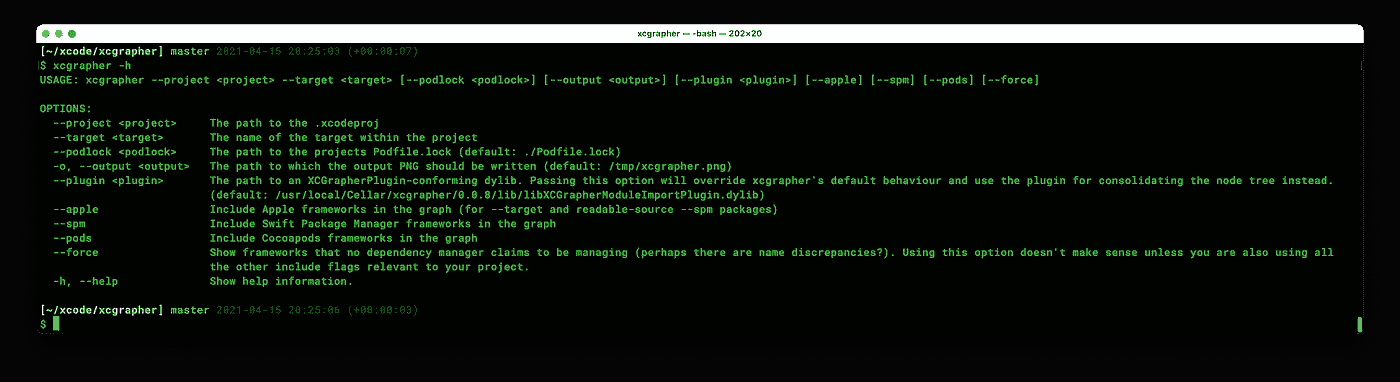 xcgrapher — -bash — 202×20
[~/xcode/xcgrapher] master 2021-04-15 20:25:03 (+00:00:07)
$ xcgrapher -h
USAGE: xcgrapher --project <project> --target <target> [--podlock <podlock>] [--output <output>] [--plugin <plugin>] [--apple] [--spm] [--pods] [--force]
OPTIONS:
--project <project> The path to the .xcodeproj
--target <target> The name of the target within the project
--podlock <podlock> The path to the projects Podfile.lock (default: ./Podfile.lock)
-o, --output <output> The path to which the output PNG should be written (default: /tmp/xcgrapher.png)
--plugin <plugin> The path to an XCGrapherPlugin-conforming dylib. Passing this option will override xcgrapher's default behaviour and use the plugin for consolidating the node tree instead.
(default: /usr/local/Cellar/xcgrapher/0.0.8/lib/libXCGrapherModuleImportPlugin.dylib)
--apple Include Apple frameworks in the graph (for --target and readable-source --spm packages)
--spm Include Swift Package Manager frameworks in the graph
--pods Include Cocoapods frameworks in the graph
--force Show frameworks that no dependency manager claims to be managing (perhaps there are name discrepancies?). Using this option doesn't make sense unless you are also using all
the other include flags relevant to your project.
-h, --help Show help information.
[~/xcode/xcgrapher] master 2021-04-15 20:25:06 (+00:00:03)
$